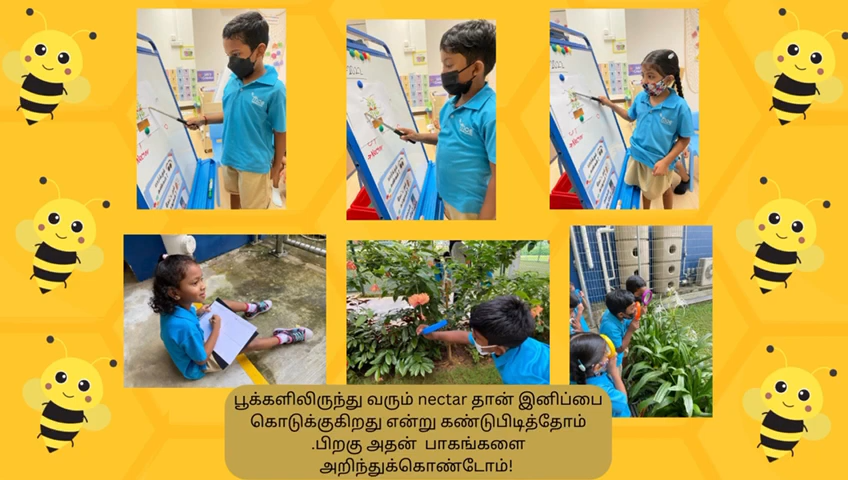 பூக்களிலிருந்து வரும் nectar தான் இனிப்பை
கொடுக்குகிறது என்று கண்டுபிடித்தோம்
.பிறகு அதன் பாகங்களை
அறிந்துக்கொண்டோம்!